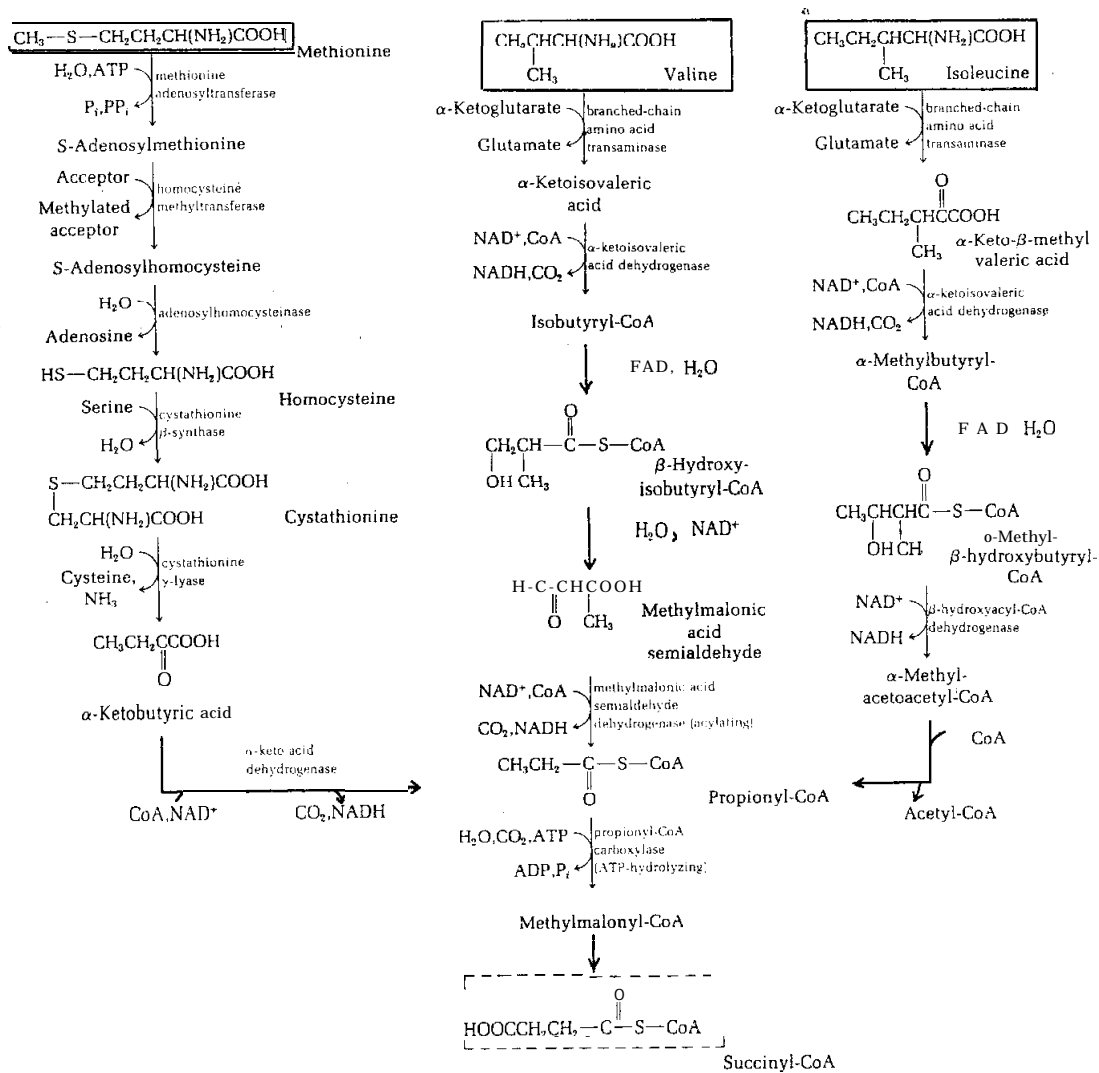 CH₃—S—CH₂CH₂CH(NH₂)COOH
Methionine
H₂O,ATP
methionine
adenosyltransferase
Pᵢ,PPᵢ
S-Adenosylmethionine
Acceptor
homocysteine
methyltransferase
Methylated
acceptor
S-Adenosylhomocysteine
H₂O
adenosylhomocysteinase
Adenosine
HS—CH₂CH₂CH(NH₂)COOH
Homocysteine
Serine
cystathionine
β-synthase
H₂O
S—CH₂CH₂CH(NH₂)COOH
CH₂CH(NH₂)COOH
Cystathionine
H₂O
cystathionine
γ-lyase
Cysteine,
NH₃
CH₃CH₂CCOOH
O
α-Ketobutyric acid
α-keto acid
dehydrogenase
CoA,NAD⁺
CO₂,NADH
CH₃CHCH(NH₂)COOH
CH₃
Valine
α-Ketoglutarate
branched-chain
amino acid
transaminase
Glutamate
α-Ketoisovaleric
acid
NAD⁺,CoA
α-ketoisovaleric
acid dehydrogenase
NADH,CO₂
Isobutyryl-CoA
FAD, H₂O
O
CH₂CH—C—S—CoA
OH CH₃
β-Hydroxy-
isobutyryl-CoA
H₂O, NAD⁺
H-C-CHCOOH
O CH₃
Methylmalonic
acid
semialdehyde
NAD⁺,CoA
methylmalonic acid
semialdehyde
dehydrogenase (acylating)
CO₂,NADH
CH₃CH₂—C—S—CoA
O
Propionyl-CoA
H₂O,CO₂,ATP
propionyl-CoA
carboxylase
(ATP-hydrolyzing)
ADP,Pᵢ
Methylmalonyl-CoA
O
HOOCCH₂CH₂—C—S—CoA
Succinyl-CoA
CH₃CH₂CHCH(NH₂)COOH
CH₃
Isoleucine
α-Ketoglutarate
branched-chain
amino acid
transaminase
Glutamate
O
CH₃CH₂CHCCOOH
CH₃
α-Keto-β-methyl
valeric acid
NAD⁺,CoA
α-ketoisovaleric
acid dehydrogenase
NADH,CO₂
α-Methylbutyryl-
CoA
FAD H₂O
O
CH₃CHCHC—S—CoA
OH CH₃
α-Methyl-
β-hydroxybutyryl-
CoA
NAD⁺
β-hydroxyacyl-CoA
dehydrogenase
NADH
α-Methyl-
acetoacetyl-CoA
CoA
Acetyl-CoA